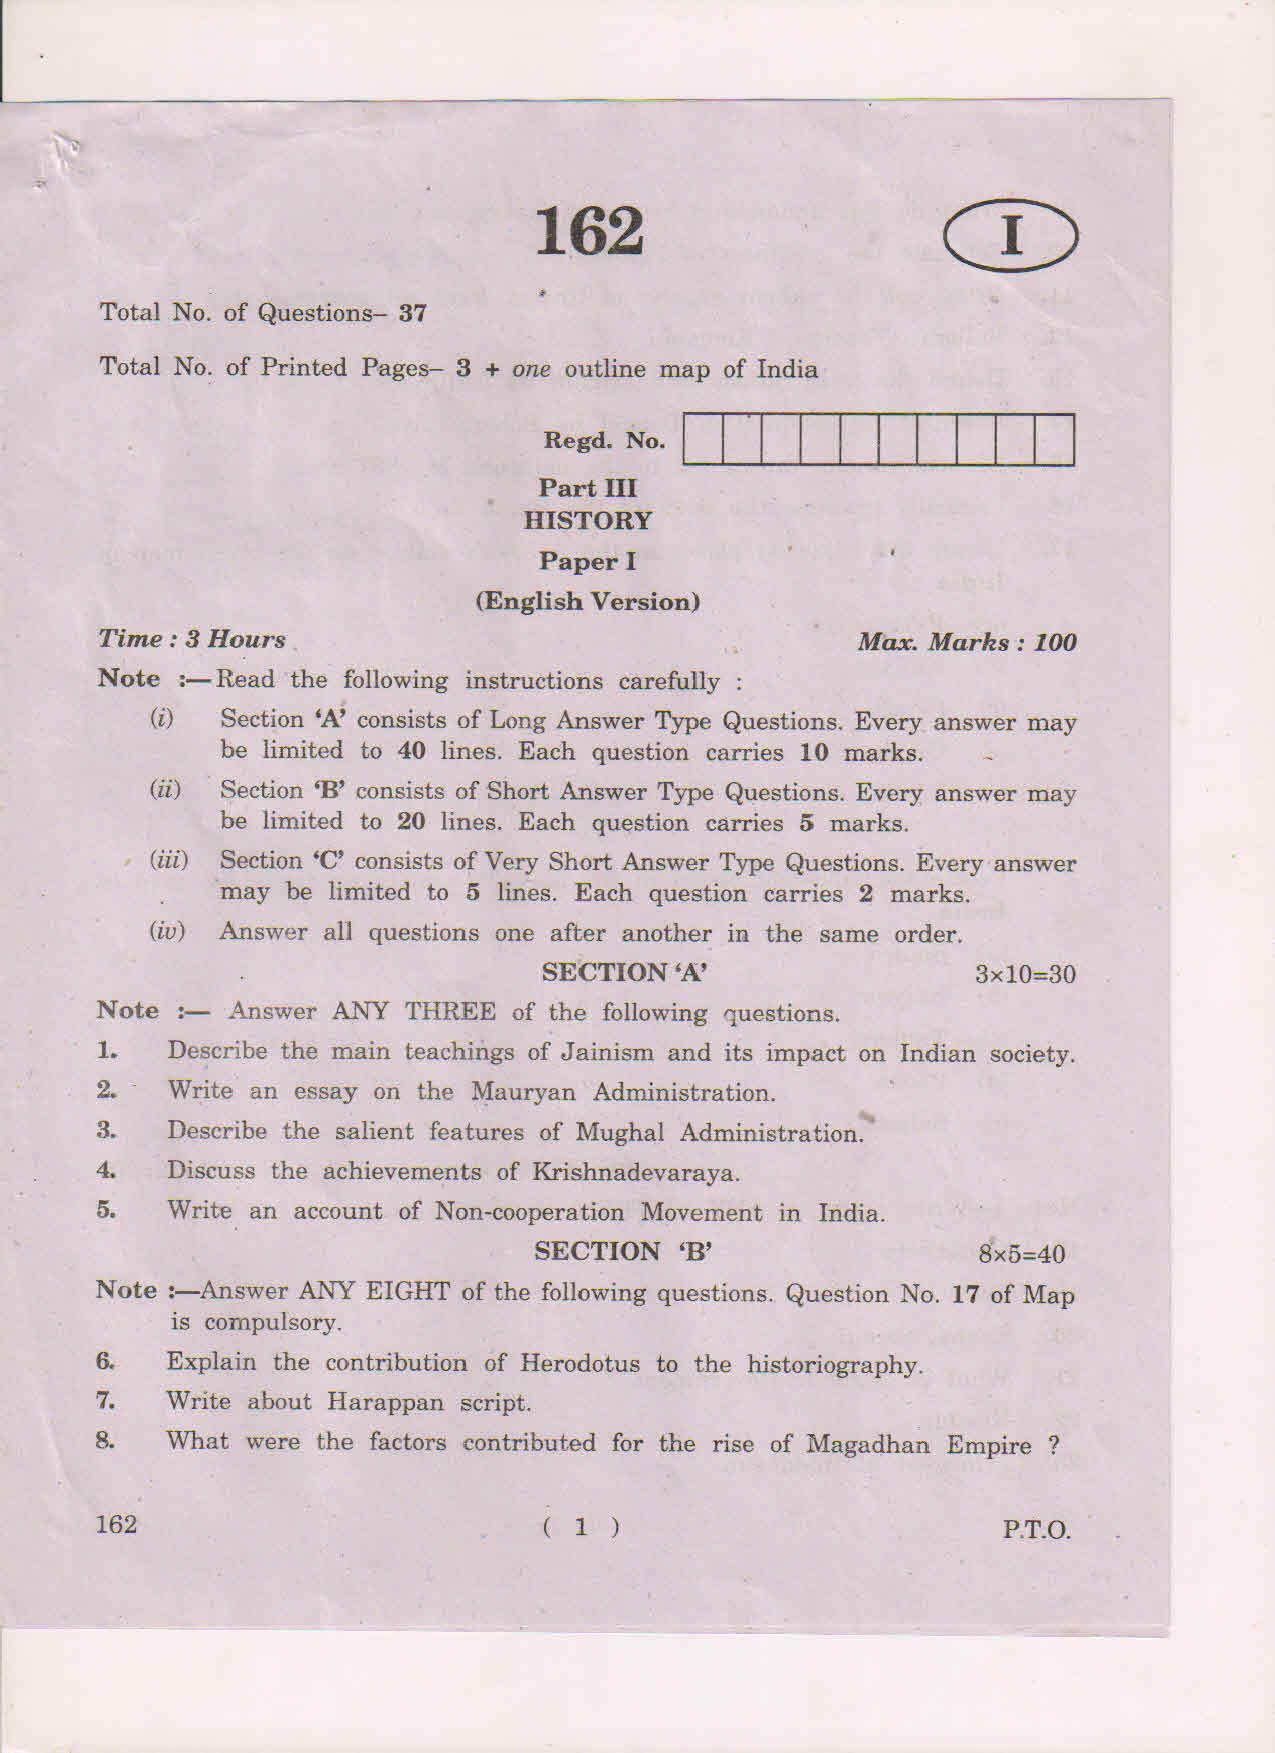 162
I
Total No. of Questions– 37
Total No. of Printed Pages– 3 + one outline map of India
Regd. No.
Part III
HISTORY
Paper I
(English Version)
Time : 3 Hours
Max. Marks : 100
Note :—Read the following instructions carefully :
(i) Section ‘A’ consists of Long Answer Type Questions. Every answer may
be limited to 40 lines. Each question carries 10 marks.
(ii) Section ‘B’ consists of Short Answer Type Questions. Every answer may
be limited to 20 lines. Each question carries 5 marks.
(iii) Section ‘C’ consists of Very Short Answer Type Questions. Every answer
may be limited to 5 lines. Each question carries 2 marks.
(iv) Answer all questions one after another in the same order.
SECTION ‘A’ 3×10=30
Note :— Answer ANY THREE of the following questions.
1. Describe the main teachings of Jainism and its impact on Indian society.
2. Write an essay on the Mauryan Administration.
3. Describe the salient features of Mughal Administration.
4. Discuss the achievements of Krishnadevaraya.
5. Write an account of Non-cooperation Movement in India.
SECTION ‘B’ 8×5=40
Note :—Answer ANY EIGHT of the following questions. Question No. 17 of Map
is compulsory.
6. Explain the contribution of Herodotus to the historiography.
7. Write about Harappan script.
8. What were the factors contributed for the rise of Magadhan Empire ?
162 ( 1 ) P.T.O.